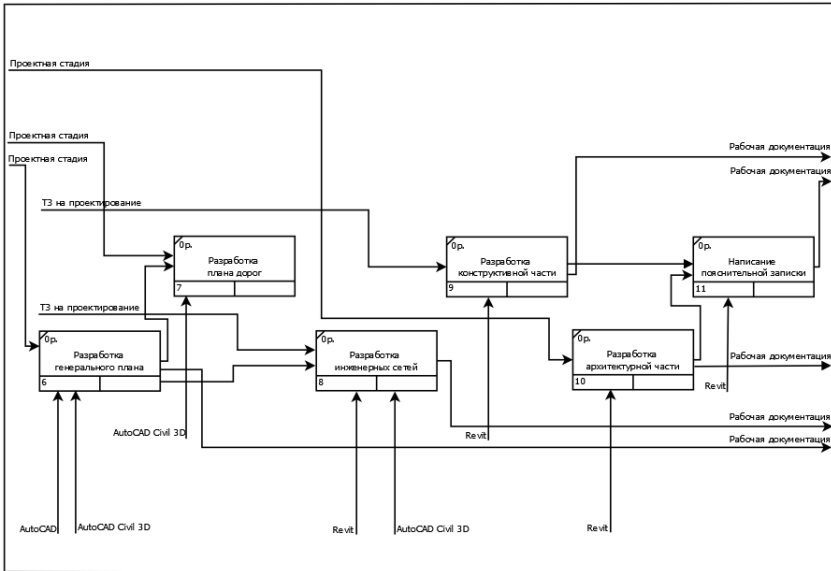 Проектная стадия
Проектная стадия
Рабочая документация
Проектная стадия
Рабочая документация
ТЗ на проектирование
0р.
Разработка
плана дорог
7
0р.
Разработка
конструктивной части
9
0р.
Написание
пояснительной записки
11
ТЗ на проектирование
0р.
Разработка
генерального плана
6
0р.
Разработка
инженерных сетей
8
0р.
Разработка
архитектурной части
10
Рабочая документация
Revit
Рабочая документация
AutoCAD Civil 3D
Revit
Рабочая документация
AutoCAD
AutoCAD Civil 3D
Revit
AutoCAD Civil 3D
Revit